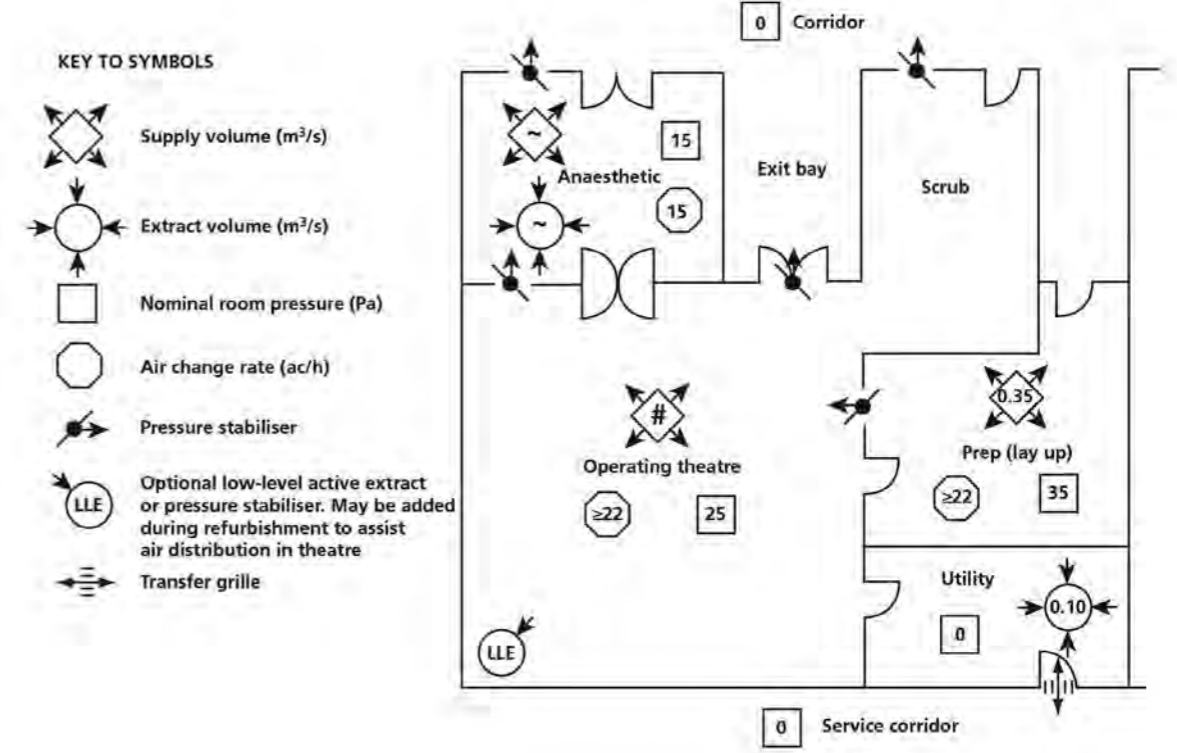 KEY TO SYMBOLS
Supply volume (m³/s)
Extract volume (m³/s)
Nominal room pressure (Pa)
Air change rate (ac/h)
Pressure stabiliser
LLE
Optional low-level active extract
or pressure stabiliser. May be added
during refurbishment to assist
air distribution in theatre
Transfer grille
0 Corridor
~
15
Anaesthetic
~
15
Exit bay
Scrub
#
Operating theatre
≥22
25
0.35
Prep (lay up)
≥22
35
Utility
0.10
0
LLE
0 Service corridor